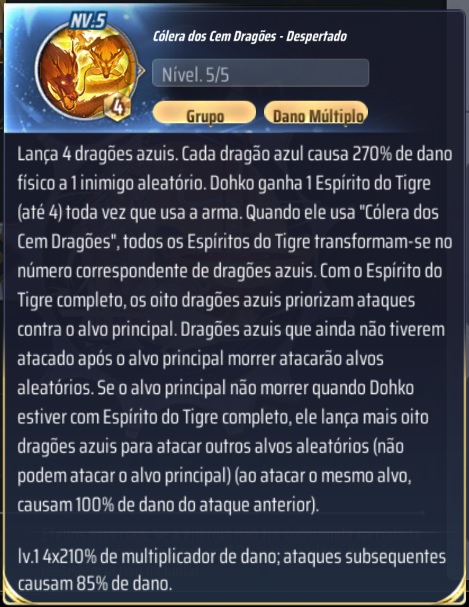 NV.5
Cólera dos Cem Dragões - Despertado
Nível. 5/5
4
Grupo
Dano Múltiplo
Lança 4 dragões azuis. Cada dragão azul causa 270% de dano
físico a 1 inimigo aleatório. Dohko ganha 1 Espírito do Tigre
(até 4) toda vez que usa a arma. Quando ele usa "Cólera dos
Cem Dragões", todos os Espíritos do Tigre transformam-se no
número correspondente de dragões azuis. Com o Espírito do
Tigre completo, os oito dragões azuis priorizam ataques
contra o alvo principal. Dragões azuis que ainda não tiverem
atacado após o alvo principal morrer atacarão alvos
aleatórios. Se o alvo principal não morrer quando Dohko
estiver com Espírito do Tigre completo, ele lança mais oito
dragões azuis para atacar outros alvos aleatórios (não
podem atacar o alvo principal) (ao atacar o mesmo alvo,
causam 100% de dano do ataque anterior).
lv.1 4x210% de multiplicador de dano; ataques subsequentes
causam 85% de dano.